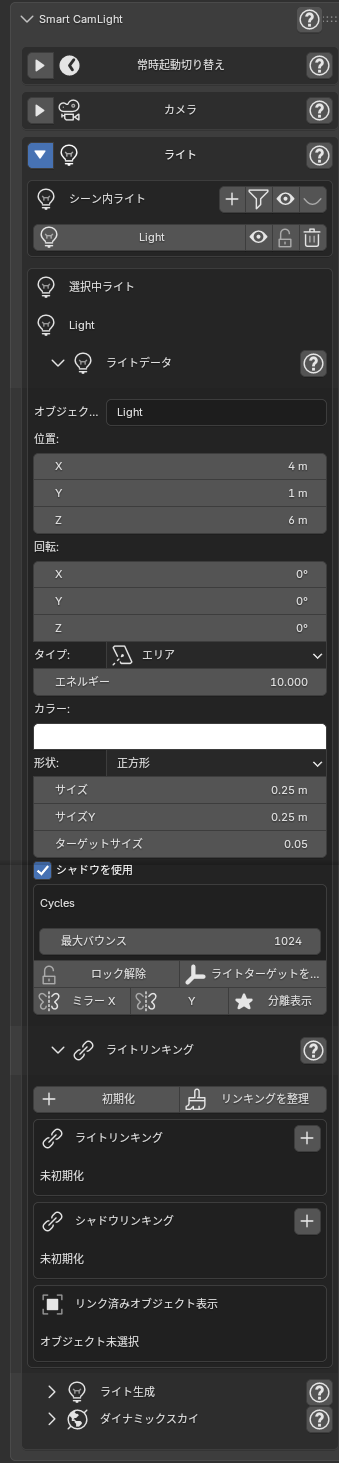 Smart CamLight
常時起動切り替え
カメラ
ライト
シーン内ライト
Light
選択中ライト
Light
ライトデータ
オブジェク... Light
位置:
X 4 m
Y 1 m
Z 6 m
回転:
X 0°
Y 0°
Z 0°
タイプ: エリア
エネルギー 10.000
カラー:
形状: 正方形
サイズ 0.25 m
サイズY 0.25 m
ターゲットサイズ 0.05
シャドウを使用
Cycles
最大バウンス 1024
ロック解除 ライトターゲットを...
ミラー X Y 分離表示
ライトリンキング
初期化 リンキングを整理
ライトリンキング
未初期化
シャドウリンキング
未初期化
リンク済みオブジェクト表示
オブジェクト未選択
ライト生成
ダイナミックスカイ